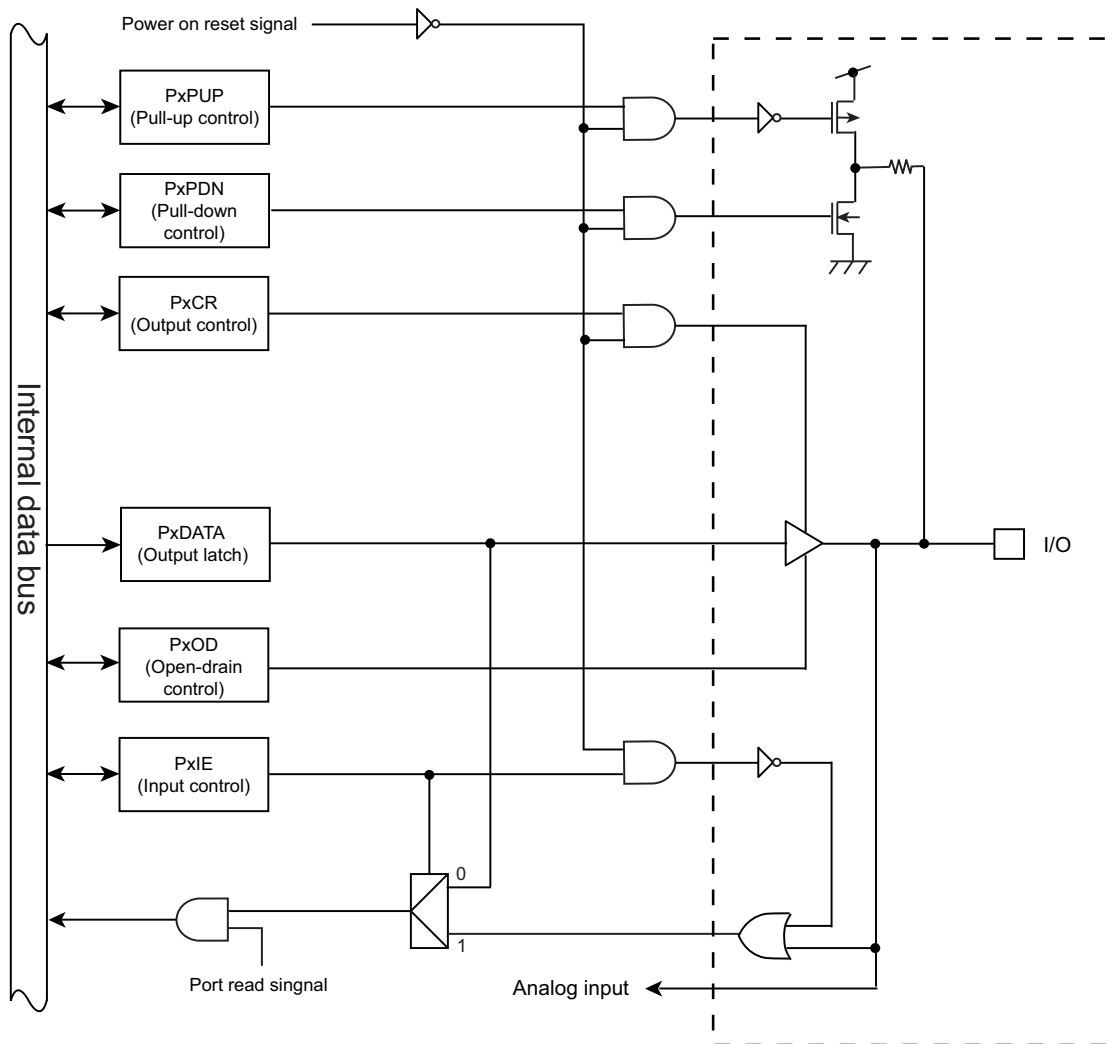 Power on reset signal
PxPUP
(Pull-up control)
PxPDN
(Pull-down
control)
PxCR
(Output control)
Internal data bus
PxDATA
(Output latch)
I/O
PxOD
(Open-drain
control)
PxIE
(Input control)
0
1
Port read singnal
Analog input